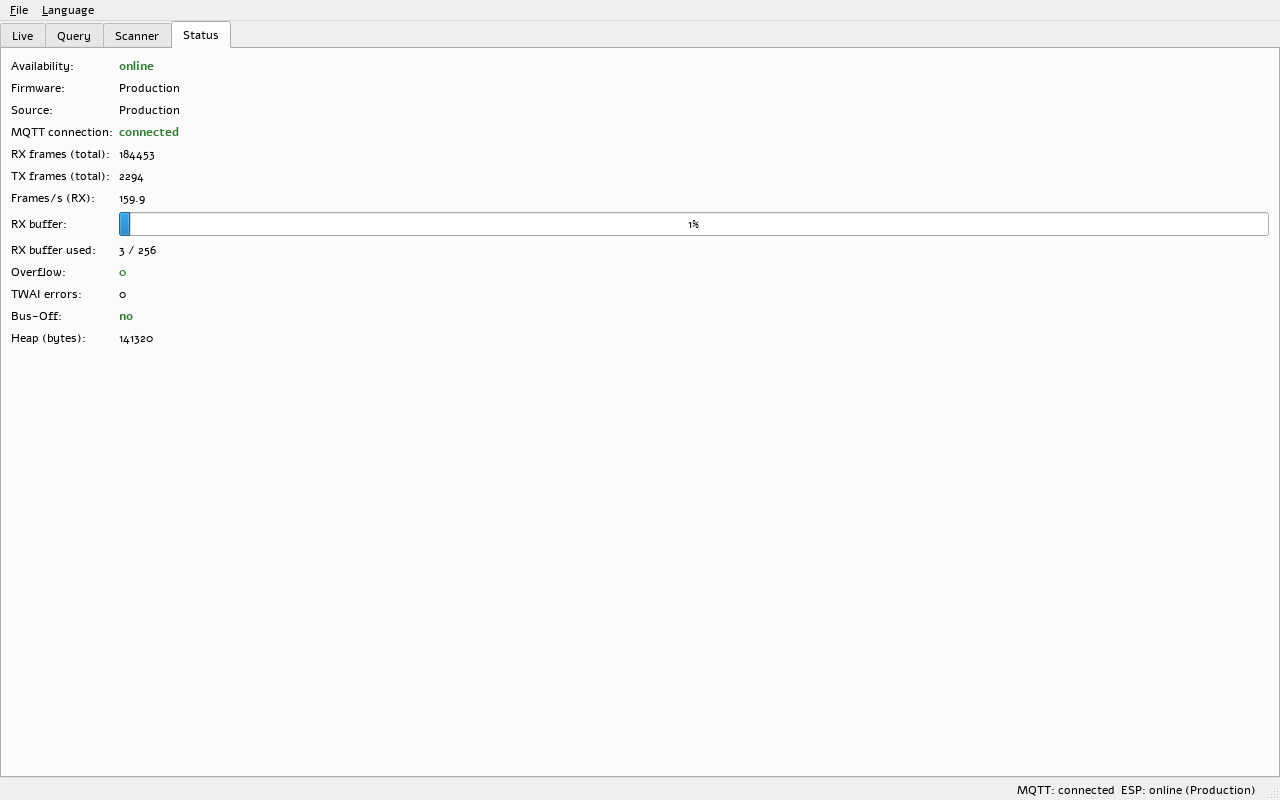 File Language
Live Query Scanner Status
Availability: online
Firmware: Production
Source: Production
MQTT connection: connected
RX frames (total): 184453
TX frames (total): 2294
Frames/s (RX): 159.9
RX buffer: 1%
RX buffer used: 3 / 256
Overflow: 0
TWAI errors: 0
Bus-Off: no
Heap (bytes): 141320
MQTT: connected ESP: online (Production)